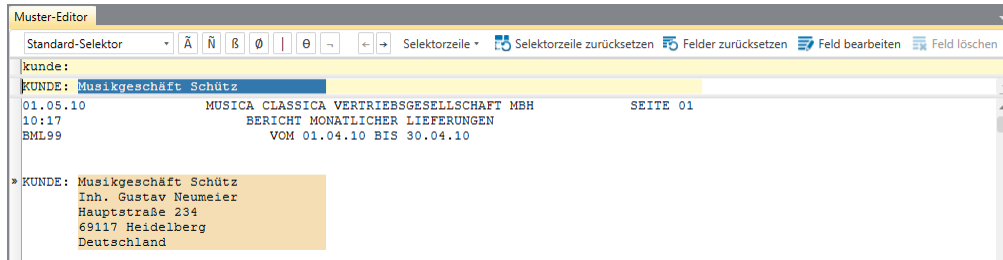 Muster-Editor
Standard-Selektor Ã Ñ ß Ø | ɵ ¬ ← → Selektorzeile Selektorzeile zurücksetzen Felder zurücksetzen Feld bearbeiten Feld löschen
kunde:
KUNDE: Musikgeschäft Schütz
01.05.10 MUSICA CLASSICA VERTRIEBSGESELLSCHAFT MBH SEITE 01
10:17 BERICHT MONATLICHER LIEFERUNGEN
BML99 VOM 01.04.10 BIS 30.04.10
» KUNDE: Musikgeschäft Schütz
Inh. Gustav Neumeier
Hauptstraße 234
69117 Heidelberg
Deutschland